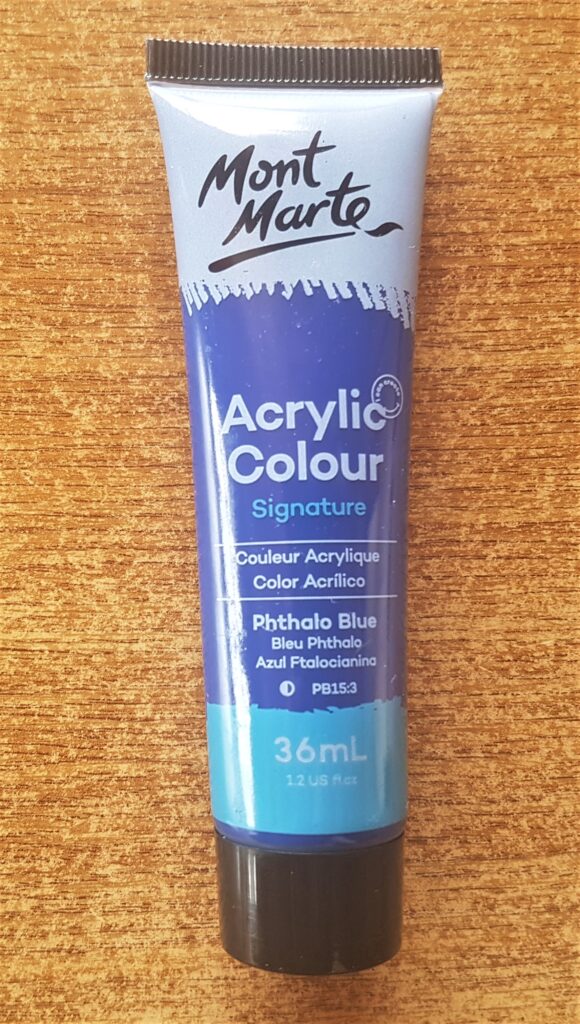 Mont
Marte
Acrylic
Colour
Signature
Couleur Acrylique
Color Acrílico
Phthalo Blue
Bleu Phthalo
Azul Ftalocianina
PB15:3
36mL
1.2 US fl.oz